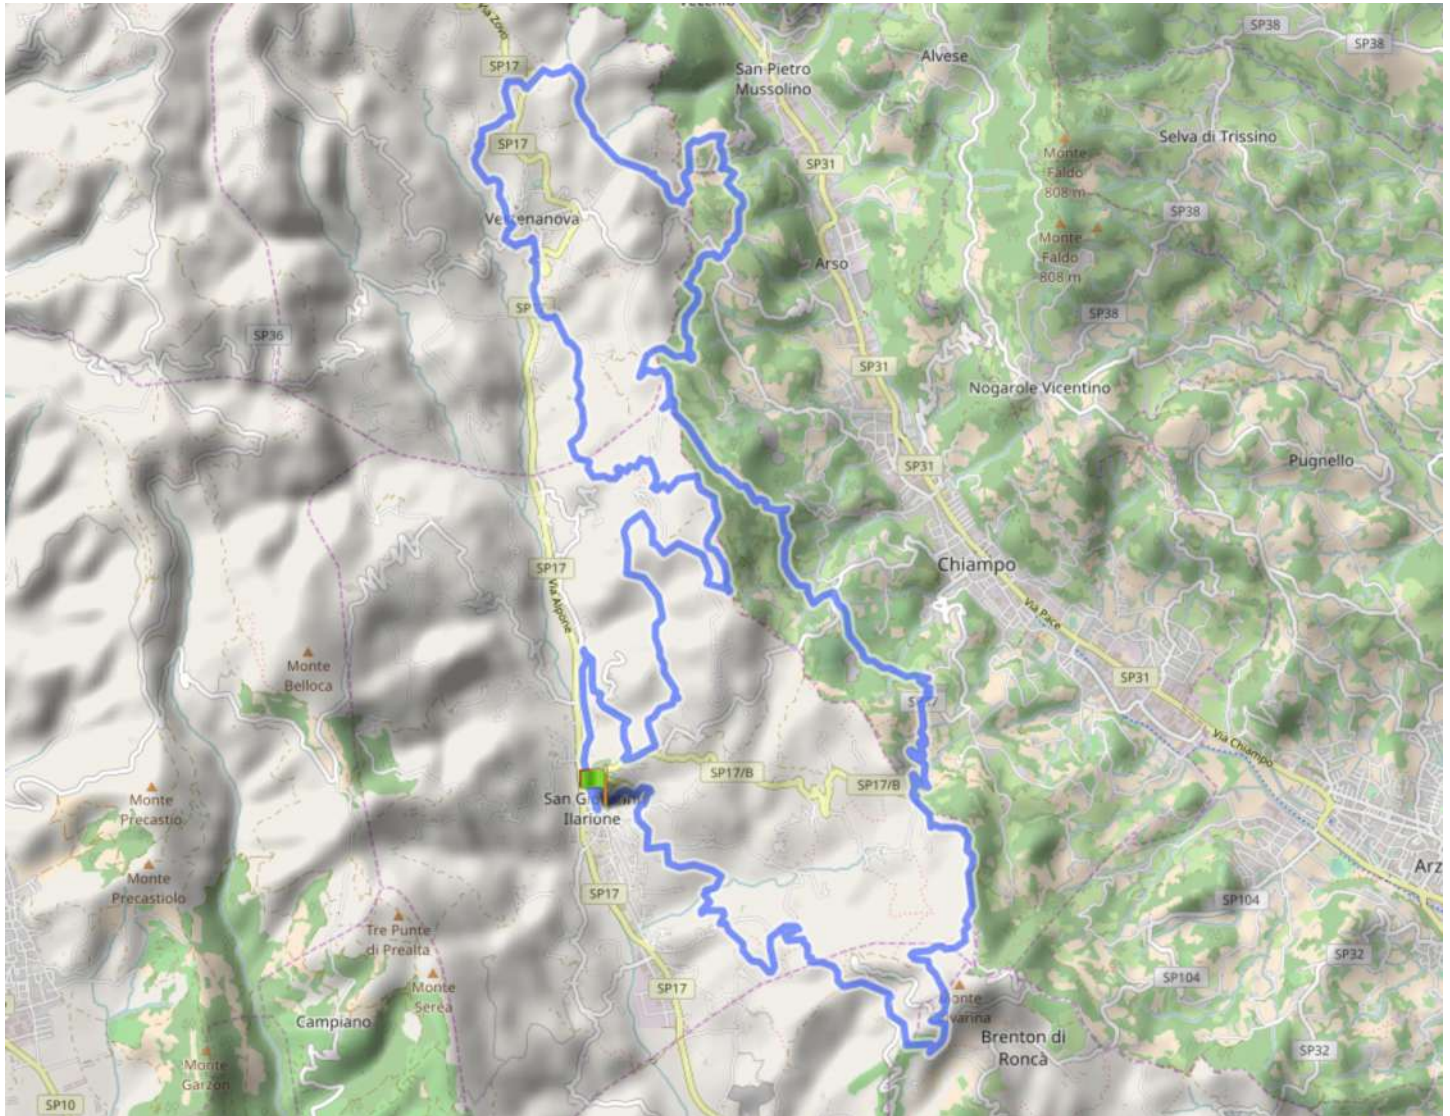 Via Zovo
SP38
SP38
Alvese
SP17
San Pietro
Mussolino
Selva di Trissino
SP17
SP31
Monte
Faldo
808 m
SP38
Monte
Faldo
808 m
Arso
SP38
SP36
SP31
Nogarole Vicentino
SP31
Pugnello
SP17
Via Alpone
Chiampo
Via Pace
Monte
Belloca
SP31
Via Chiampo
SP17/B
SP17/B
Monte
Precastio
Ilarione
Monte
Precastiolo
SP17
SP104
Tre Punte
di Prealta
SP32
SP104
Monte
Serea
SP17
Campiano
Brenton di
Roncà
SP32
Monte
Garzon
SP10